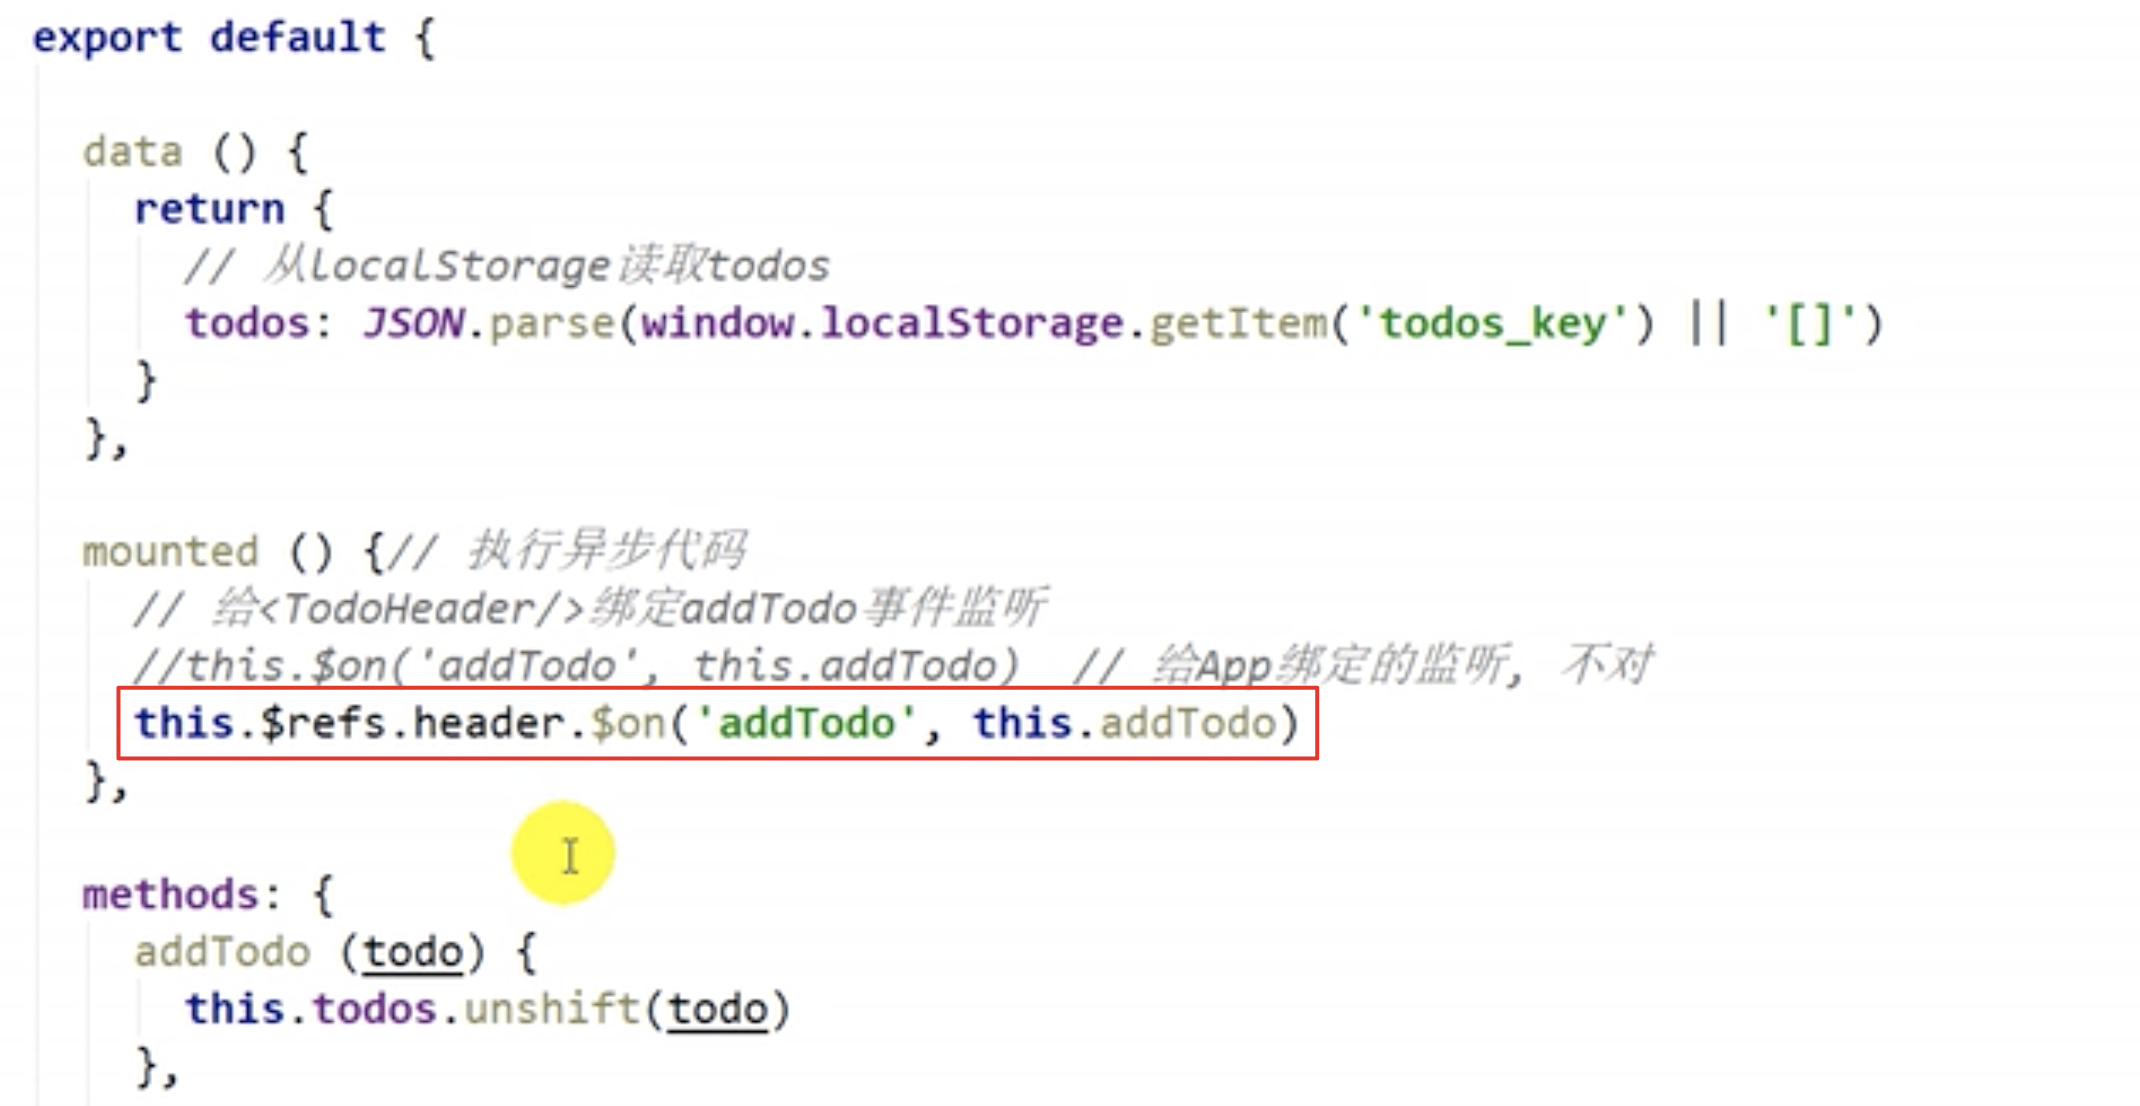 export default {
data () {
return {
// 从localStorage读取todos
todos: JSON.parse(window.localStorage.getItem('todos_key') || '[]')
}
},
mounted () {// 执行异步代码
// 给<TodoHeader/>绑定addTodo事件监听
//this.$on('addTodo', this.addTodo)  // 给App绑定的监听, 不对
this.$refs.header.$on('addTodo', this.addTodo)
},
methods: {
addTodo (todo) {
this.todos.unshift(todo)
},